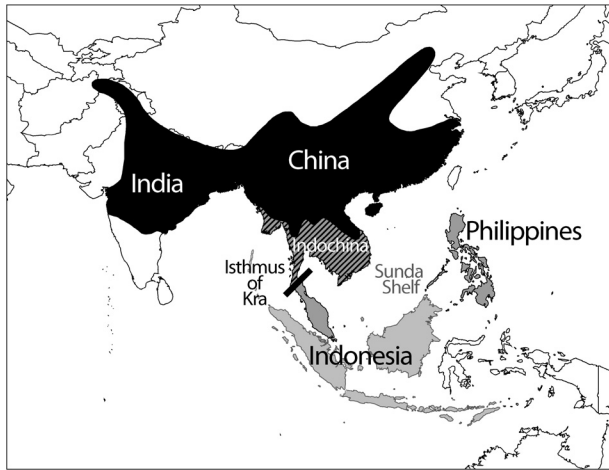 China
India
Indochina
Philippines
Isthmus
of
Kra
Sunda
Shelf
Indonesia